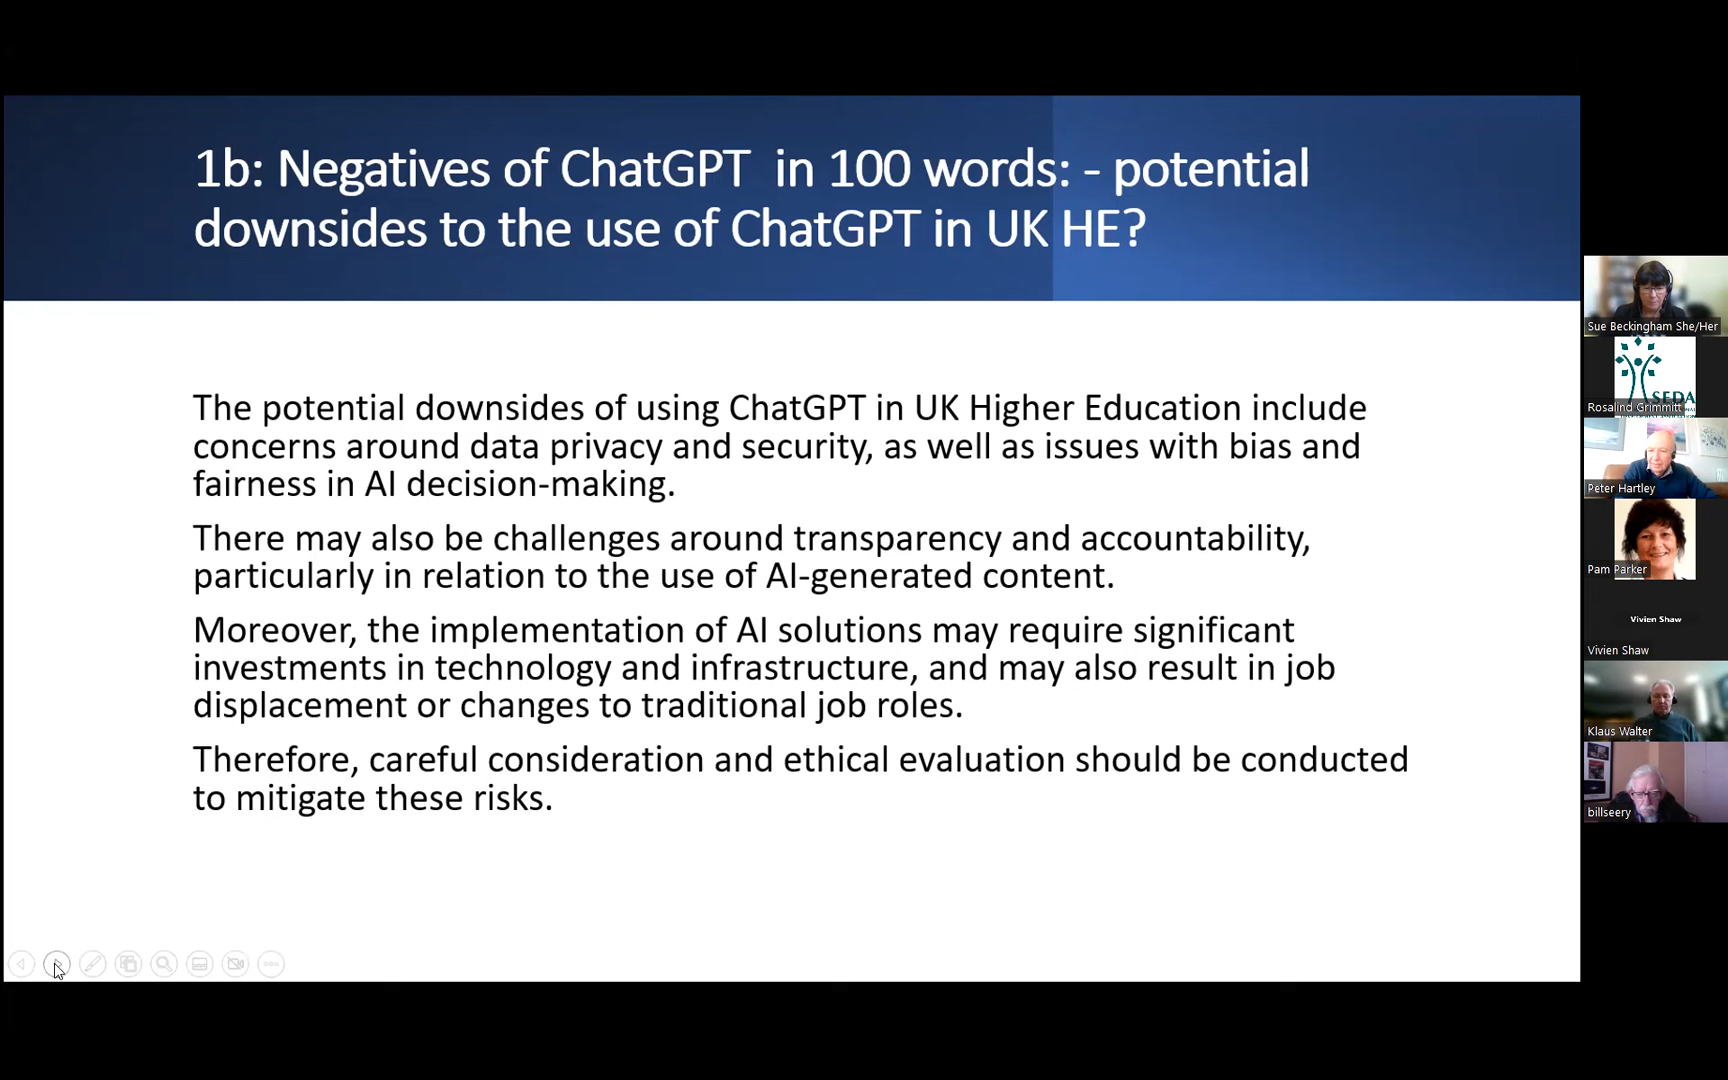 1b: Negatives of ChatGPT in 100 words: - potential
downsides to the use of ChatGPT in UK HE?
The potential downsides of using ChatGPT in UK Higher Education include
concerns around data privacy and security, as well as issues with bias and
fairness in AI decision-making.
There may also be challenges around transparency and accountability,
particularly in relation to the use of AI-generated content.
Moreover, the implementation of AI solutions may require significant
investments in technology and infrastructure, and may also result in job
displacement or changes to traditional job roles.
Therefore, careful consideration and ethical evaluation should be conducted
to mitigate these risks.
Sue Beckingham She/Her
SEDA
Rosalind Grimmitt
Peter Hartley
Pam Parker
Vivien Shaw
Vivien Shaw
Klaus Walter
billseery